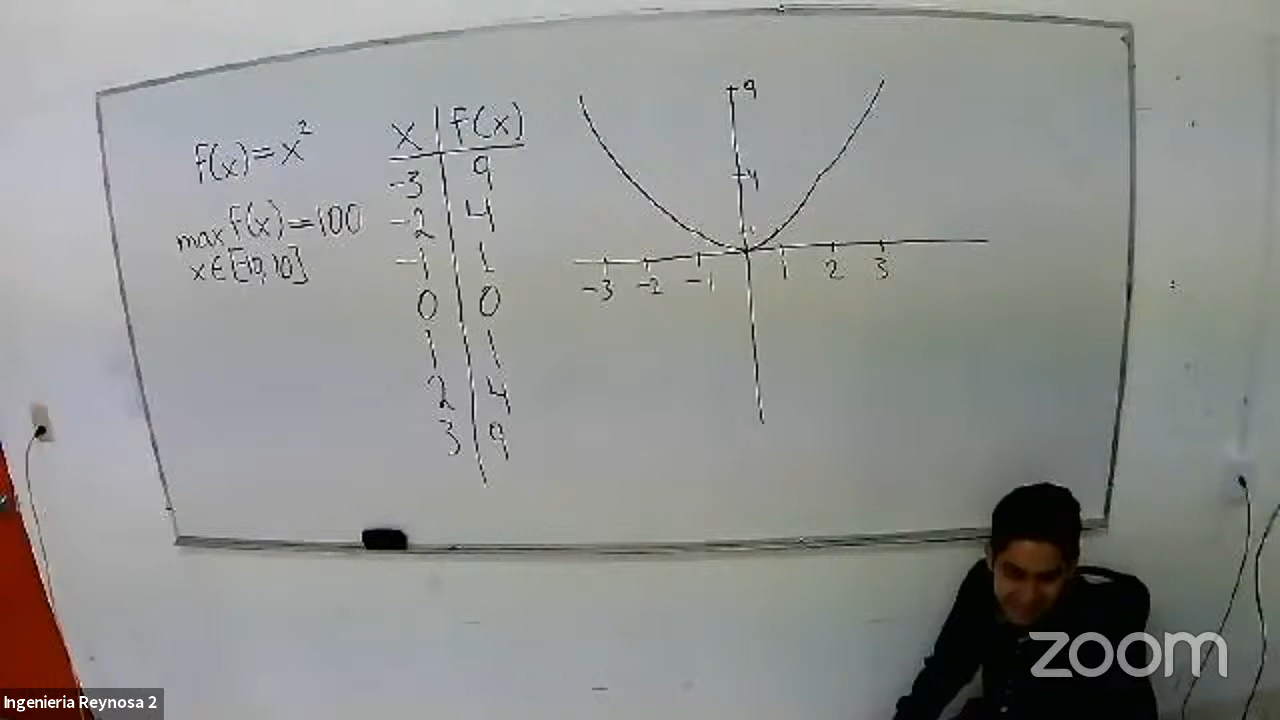 f(x)=x²
max f(x)=100
x∈[-10,10]
x | f(x)
-3 | 9
-2 | 4
-1 | 1
0 | 0
1 | 1
2 | 4
3 | 9
9
4
-3 -2 -1 1 2 3
zoom
Ingenieria Reynosa 2